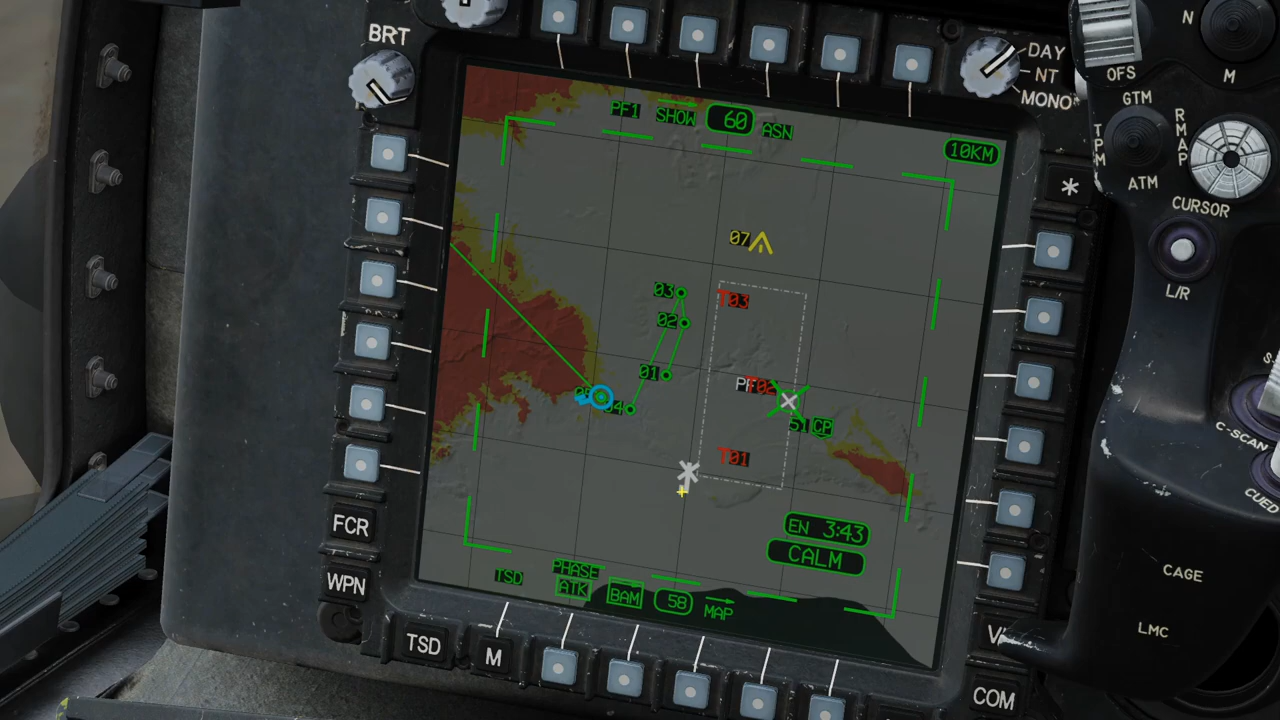 BRT
DAY
NT
MONO
N
M
OFS
GTM
RMAP
TPM
ATM
CURSOR
L/R
*
PF1
SHOW
60
ASN
10KM
07
03
T03
02
01
T02
04
51 CP
T01
EN 3:43
CALM
TSD
PHASE
ATK
BAM
58
MAP
FCR
WPN
TSD
M
COM
C-SCAN
CUED
CAGE
LMC